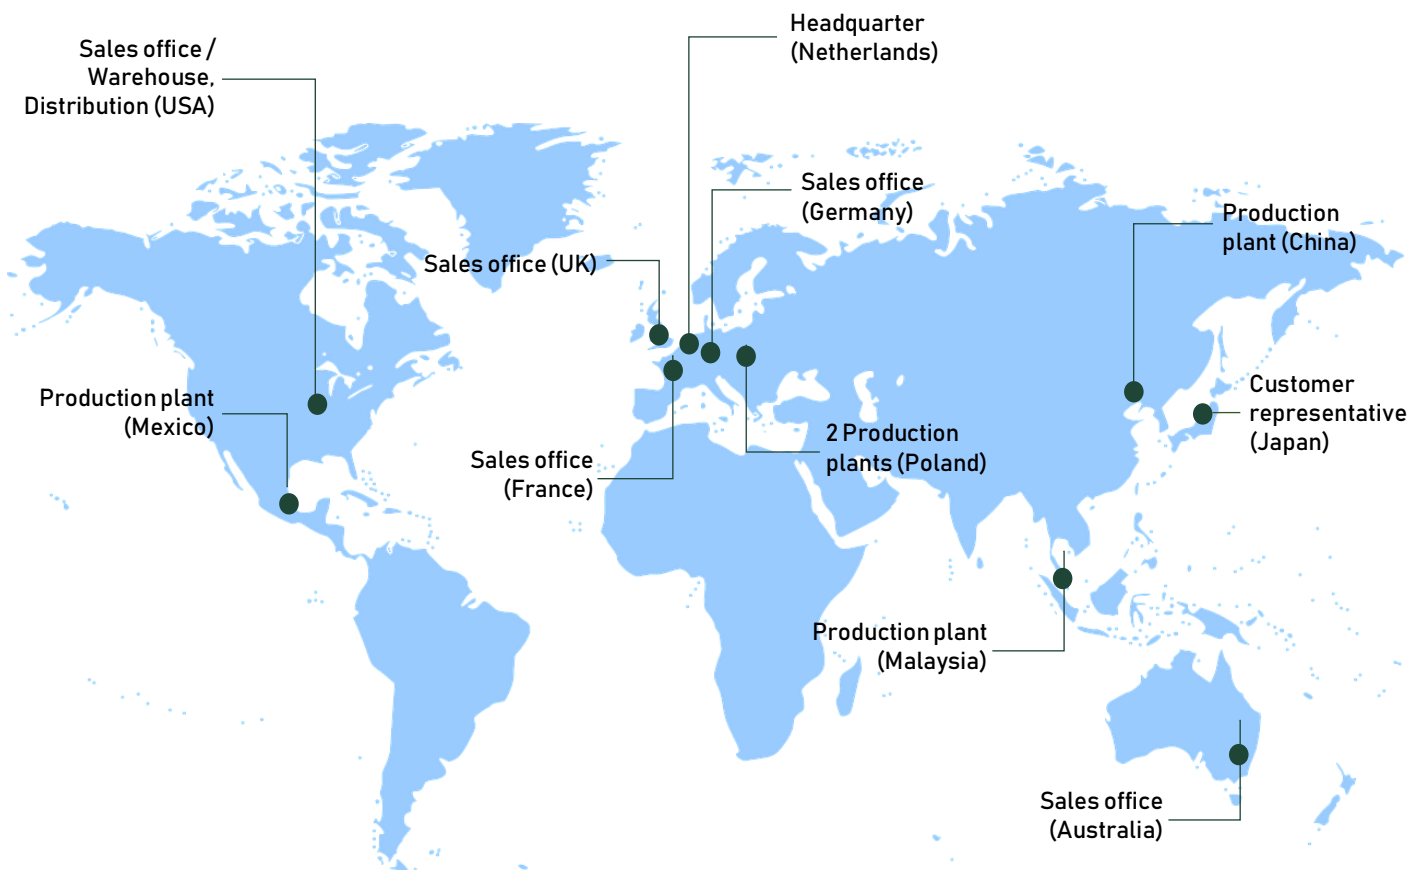 Headquarter
(Netherlands)
Sales office /
Warehouse,
Distribution (USA)
Sales office
(Germany)
Production
plant (China)
Sales office (UK)
Production plant
(Mexico)
Customer
representative
(Japan)
2 Production
plants (Poland)
Sales office
(France)
Production plant
(Malaysia)
Sales office
(Australia)